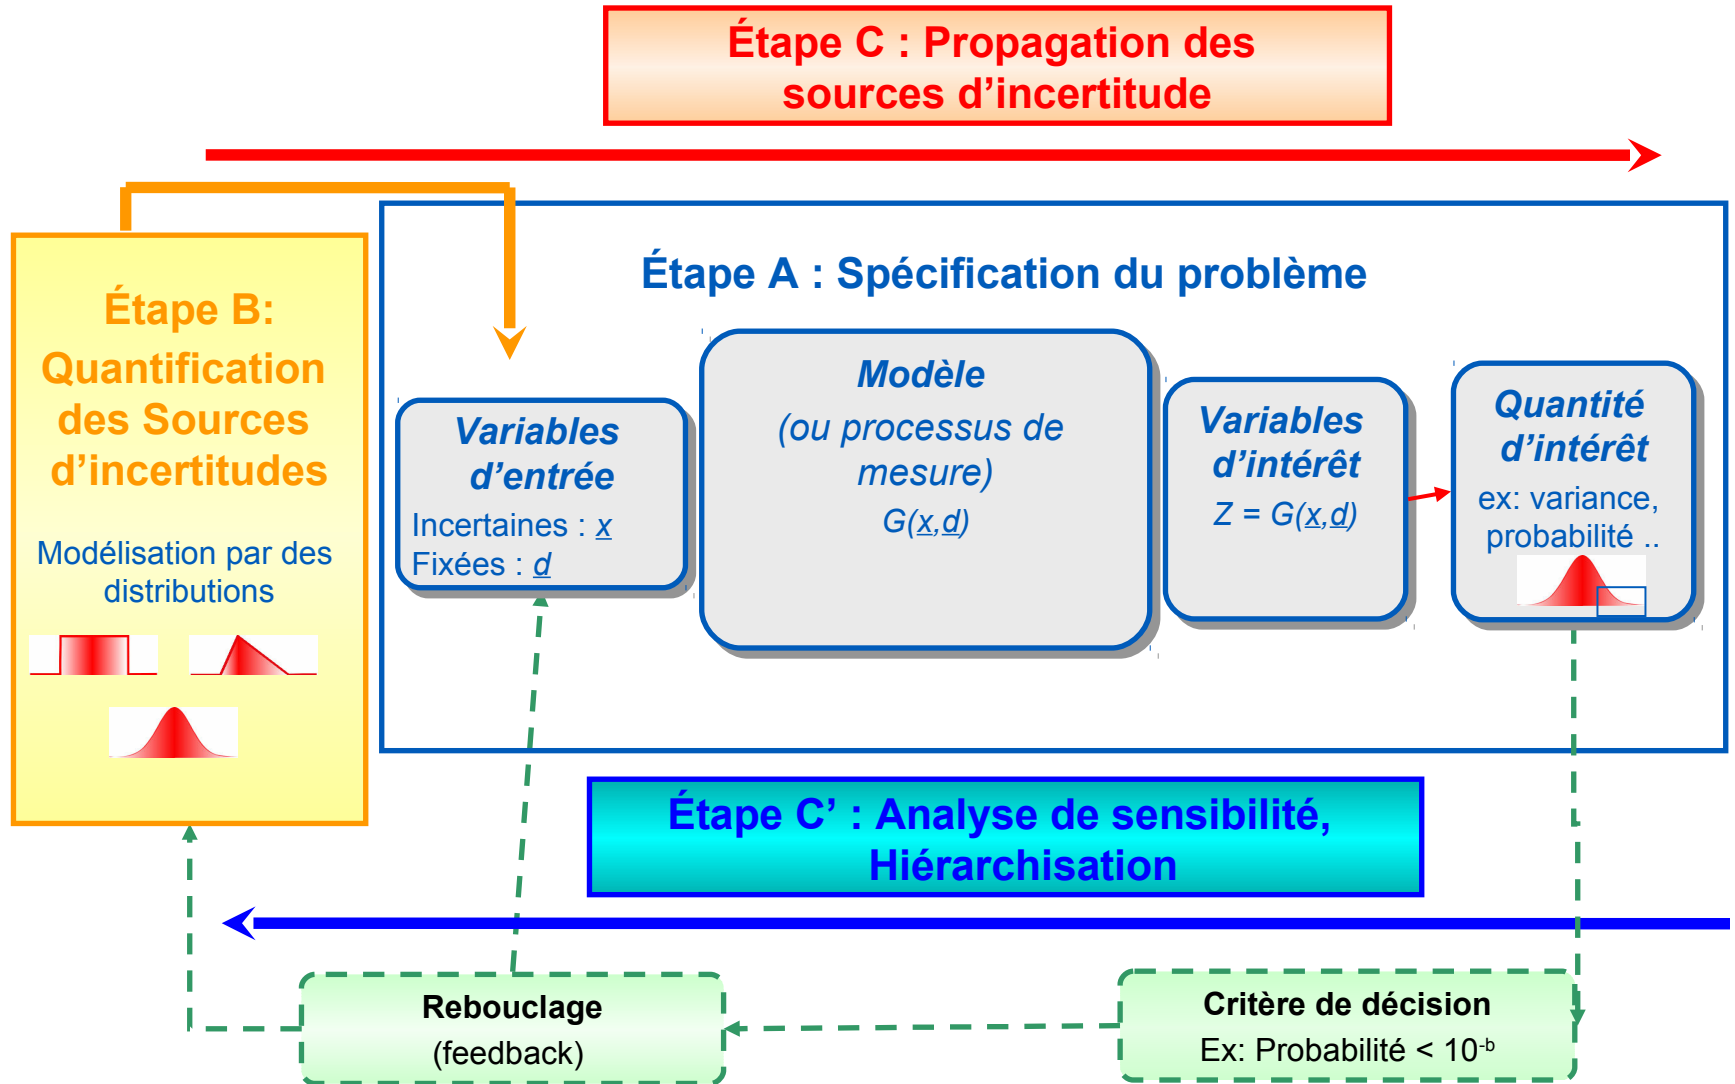 Étape C : Propagation des
sources d’incertitude
Étape A : Spécification du problème
Étape B:
Quantification
des Sources
d’incertitudes
Modélisation par des
distributions
Variables
d’entrée
Incertaines : x
Fixées : d
Modèle
(ou processus de
mesure)
G(x,d)
Variables
d’intérêt
Z = G(x,d)
Quantité
d’intérêt
ex: variance,
probabilité ..
Étape C’ : Analyse de sensibilité,
Hiérarchisation
Rebouclage
(feedback)
Critère de décision
Ex: Probabilité < 10⁻ᵇ